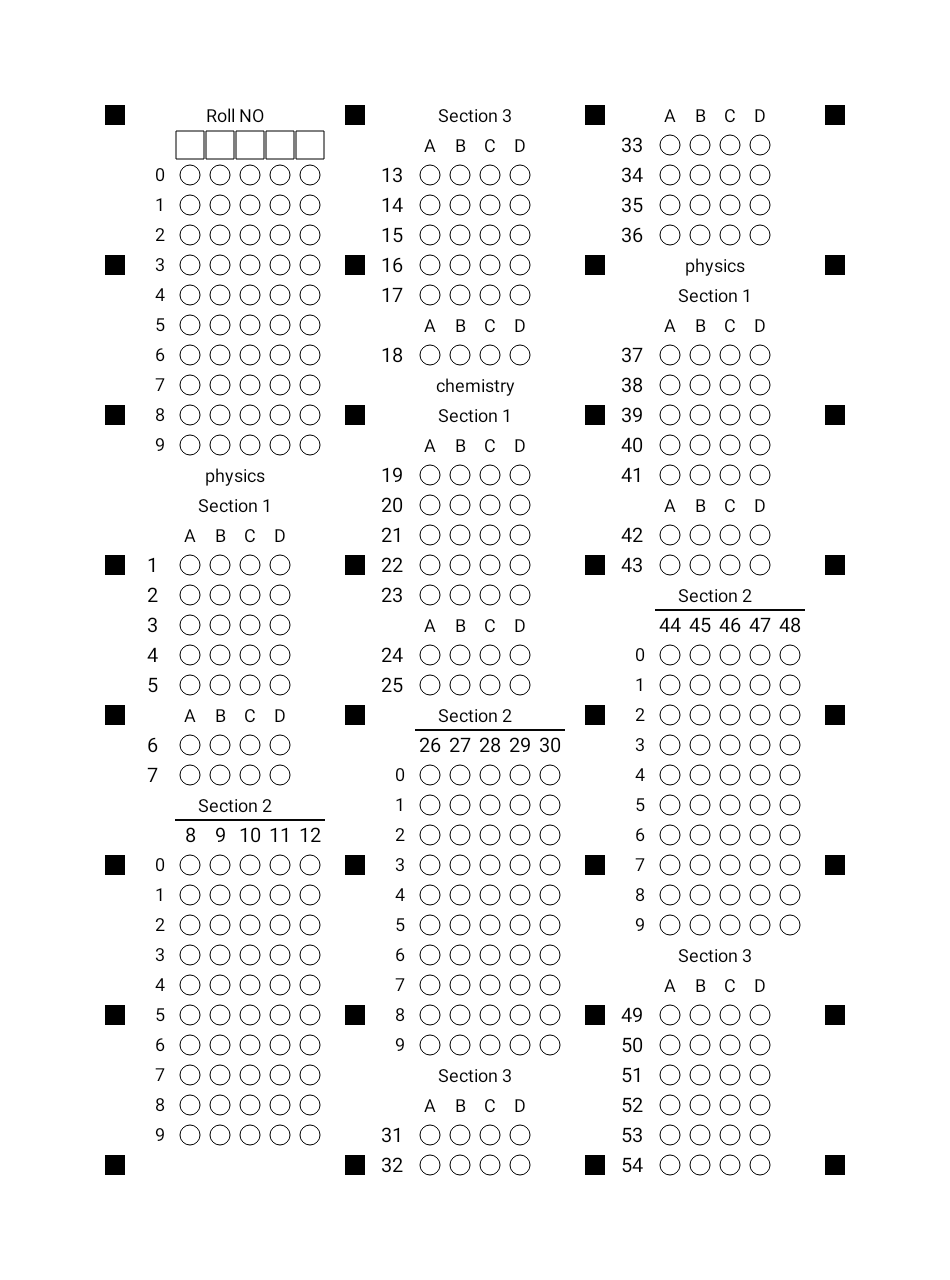 Roll NO
0
1
2
3
4
5
6
7
8
9
physics
Section 1
A B C D
1
2
3
4
5
A B C D
6
7
Section 2
8 9 10 11 12
0
1
2
3
4
5
6
7
8
9
Section 3
A B C D
13
14
15
16
17
A B C D
18
chemistry
Section 1
A B C D
19
20
21
22
23
A B C D
24
25
Section 2
26 27 28 29 30
0
1
2
3
4
5
6
7
8
9
Section 3
A B C D
31
32
A B C D
33
34
35
36
physics
Section 1
A B C D
37
38
39
40
41
A B C D
42
43
Section 2
44 45 46 47 48
0
1
2
3
4
5
6
7
8
9
Section 3
A B C D
49
50
51
52
53
54